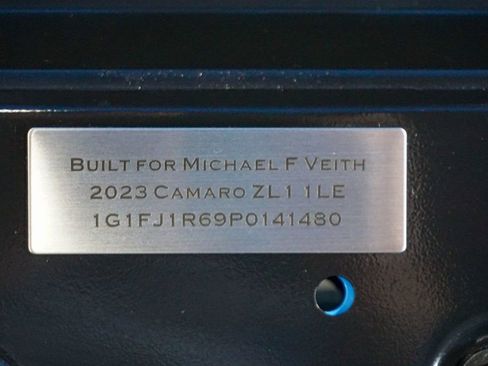 Built for Michael F Veith
2023 Camaro ZL1 1LE
1G1FJ1R69P0141480